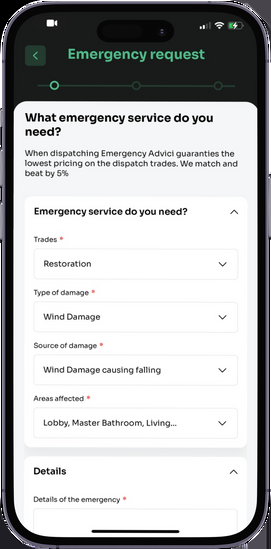 Emergency request
What emergency service do you
need?
When dispatching Emergency Advici guaranties the
lowest pricing on the dispatch trades. We match and
beat by 5%
Emergency service do you need?
Trades *
Restoration
Type of damage *
Wind Damage
Source of damage *
Wind Damage causing falling
Areas affected *
Lobby, Master Bathroom, Living...
Details
Details of the emergency *